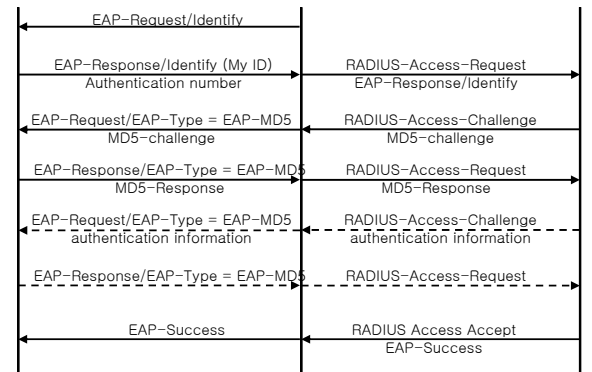 EAP-Request/Identify
EAP-Response/Identify (My ID) RADIUS-Access-Request
Authentication number EAP-Response/Identify
EAP-Request/EAP-Type = EAP-MD5 RADIUS-Access-Challenge
MD5-challenge MD5-challenge
EAP-Response/EAP-Type = EAP-MD5 RADIUS-Access-Request
MD5-Response MD5-Response
EAP-Request/EAP-Type = EAP-MD5 RADIUS-Access-Challenge
authentication information authentication information
EAP-Response/EAP-Type = EAP-MD5 RADIUS-Access-Request
EAP-Success RADIUS Access Accept
EAP-Success